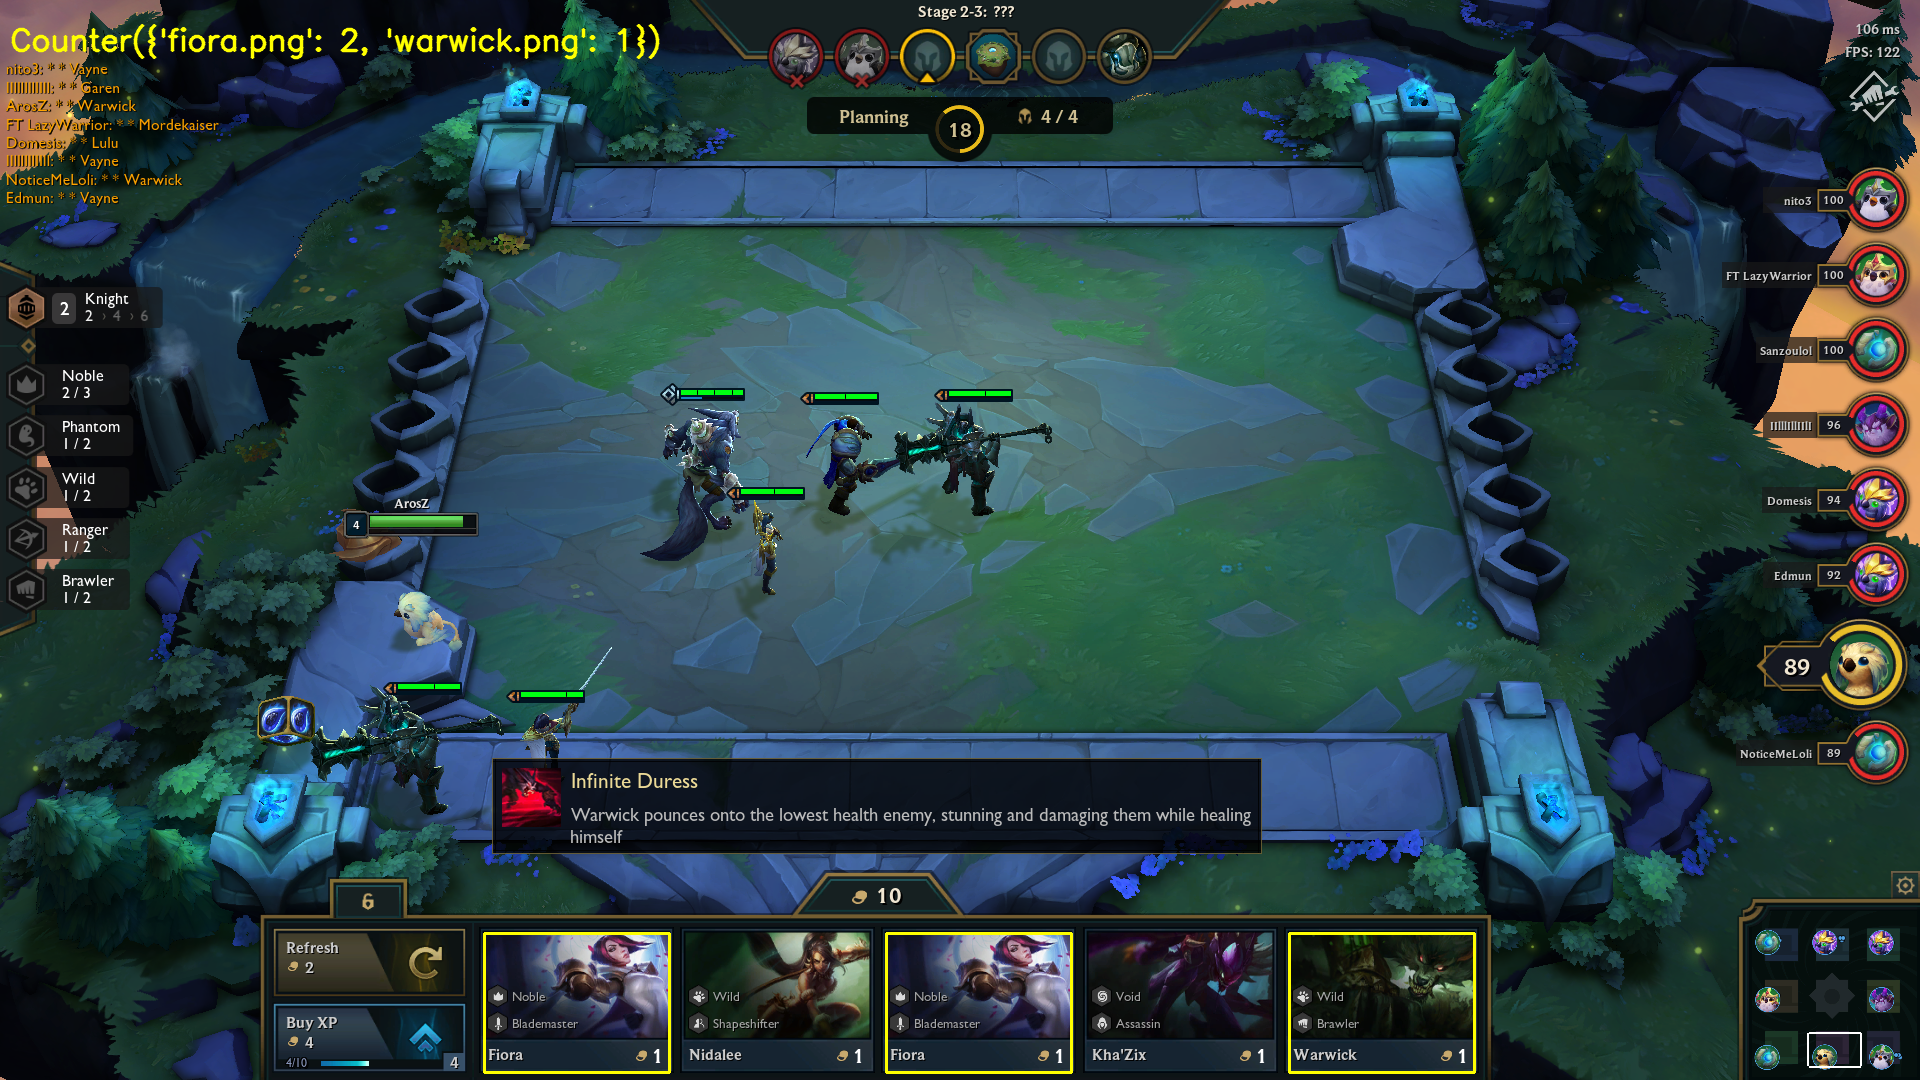 Stage 2-3: ???
Counter({'fiora.png': 2, 'warwick.png': 1})
106 ms
FPS: 122
nito3: * * Vayne
llllllllllll: * * Garen
ArosZ: * * Warwick
FT LazyWarrior: * * Mordekaiser
Domesis: * * Lulu
llllllllllll: * * Vayne
NoticeMeLoli: * * Warwick
Edmun: * * Vayne
Planning
18
4 / 4
nito3 100
FT LazyWarrior 100
Sanzoulol 100
llllllllllll 96
Domesis 94
Edmun 92
89
NoticeMeLoli 89
2
Knight
2 › 4 › 6
Noble
2 / 3
Phantom
1 / 2
Wild
1 / 2
Ranger
1 / 2
Brawler
1 / 2
ArosZ
4
Infinite Duress
Warwick pounces onto the lowest health enemy, stunning and damaging them while healing
himself
6
10
Refresh
2
Buy XP
4
4/10
4
Noble
Blademaster
Fiora 1
Wild
Shapeshifter
Nidalee 1
Noble
Blademaster
Fiora 1
Void
Assassin
Kha'Zix 1
Wild
Brawler
Warwick 1